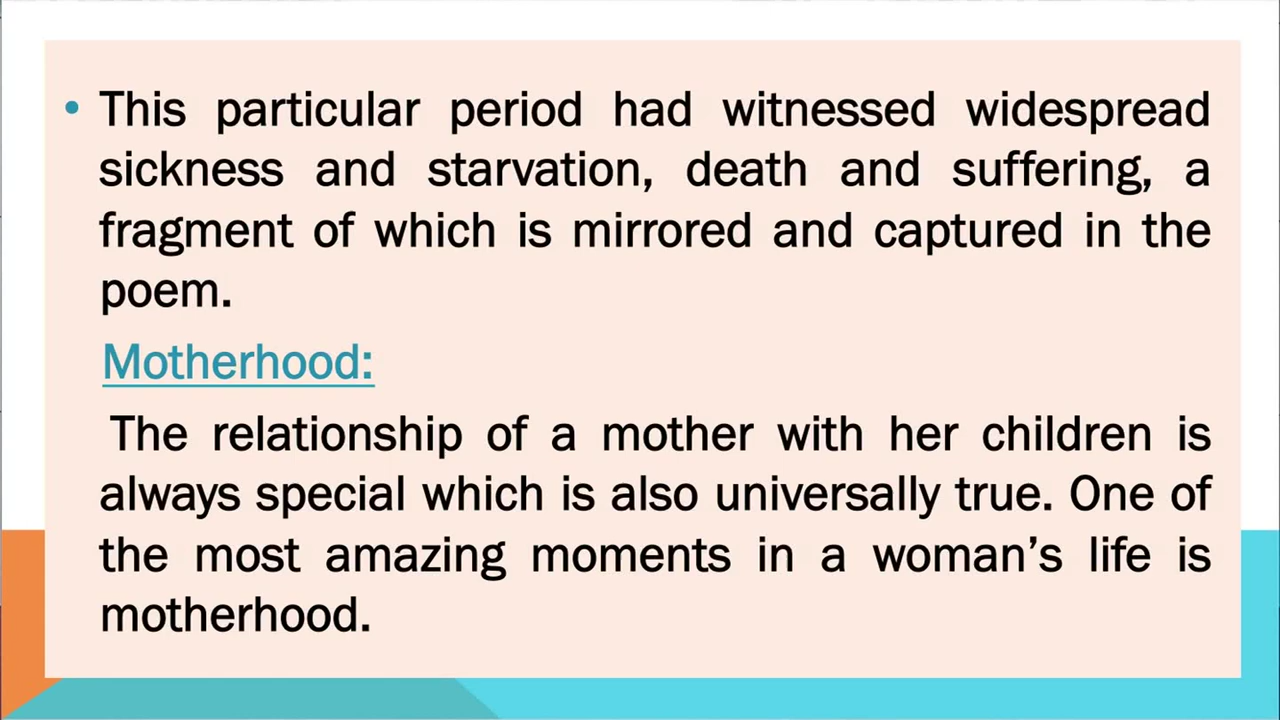 • This particular period had witnessed widespread
sickness and starvation, death and suffering, a
fragment of which is mirrored and captured in the
poem.
Motherhood:
The relationship of a mother with her children is
always special which is also universally true. One of
the most amazing moments in a woman’s life is
motherhood.